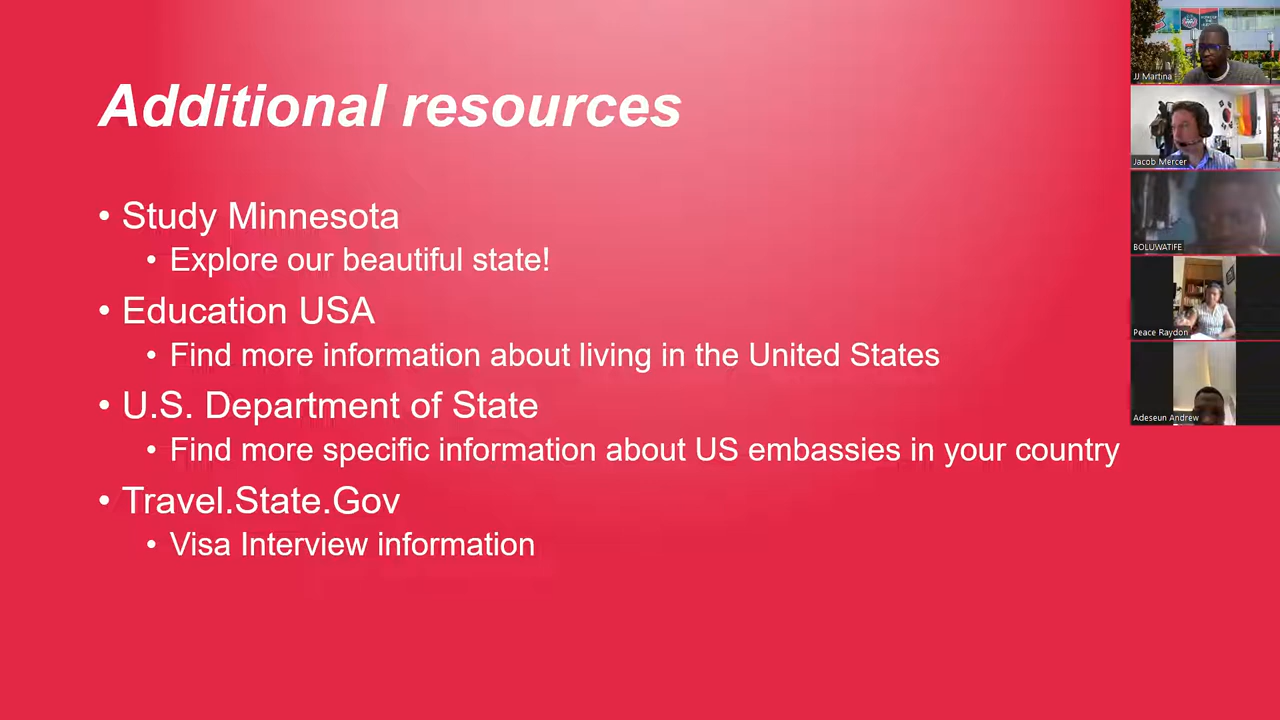 Additional resources
• Study Minnesota
• Explore our beautiful state!
• Education USA
• Find more information about living in the United States
• U.S. Department of State
• Find more specific information about US embassies in your country
• Travel.State.Gov
• Visa Interview information
JJ Martina
Jacob Mercer
BOLUWATIFE
Peace Raydon
Adeseun Andrew